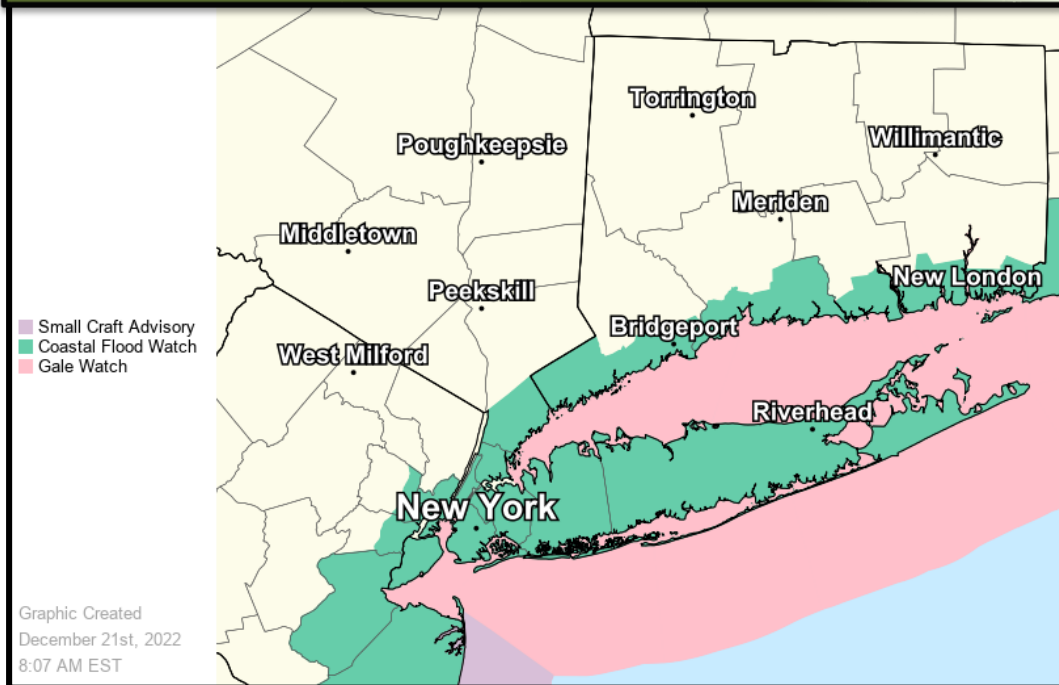 Torrington
Poughkeepsie
Willimantic
Meriden
Middletown
New London
Peekskill
Small Craft Advisory
Bridgeport
Coastal Flood Watch
West Milford
Gale Watch
Riverhead
New York
Graphic Created
December 21st, 2022
8:07 AM EST